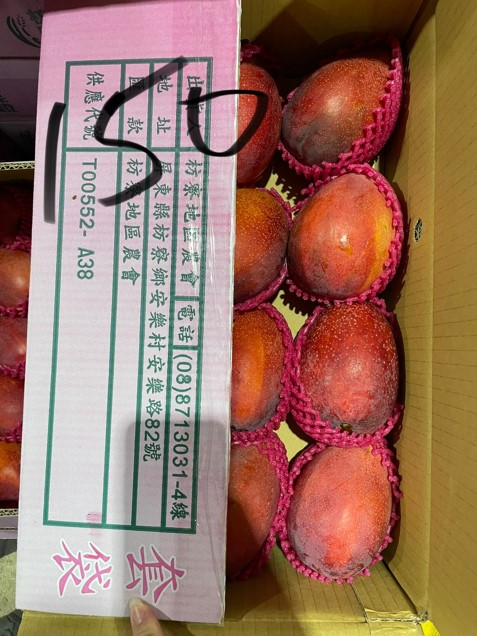 150
枋寮地區農會 電話 (08)8713031-4線
地址 屏東縣枋寮鄉安樂村安樂路82號
匯款 枋寮地區農會
供應代號 T00552- A38
套袋